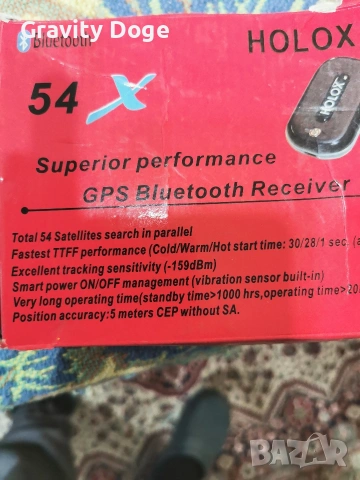 Gravity Doge
Bluetooth
HOLOX
54 X
HOLOX
Superior performance
GPS Bluetooth Receiver
Total 54 Satellites search in parallel
Fastest TTFF performance (Cold/Warm/Hot start time: 30/28/1 sec. (a
Excellent tracking sensitivity (-159dBm)
Smart power ON/OFF management (vibration sensor built-in)
Very long operating time(standby time>1000 hrs,operating time>20
Position accuracy:5 meters CEP without SA.
BAZAR